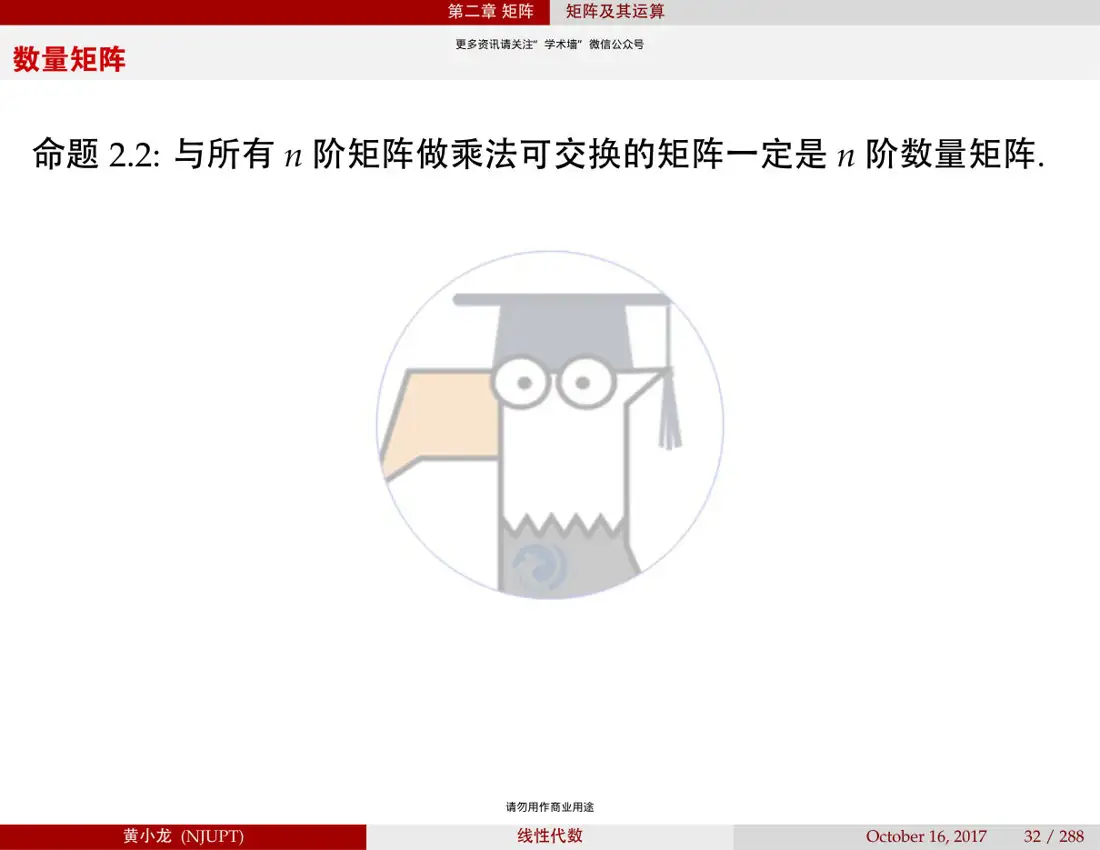 第二章 矩阵 矩阵及其运算
更多资讯请关注“学术墙”微信公众号
数量矩阵
命题 2.2: 与所有 n 阶矩阵做乘法可交换的矩阵一定是 n 阶数量矩阵.
请勿用作商业用途
黄小龙 (NJUPT) 线性代数 October 16, 2017 32 / 288